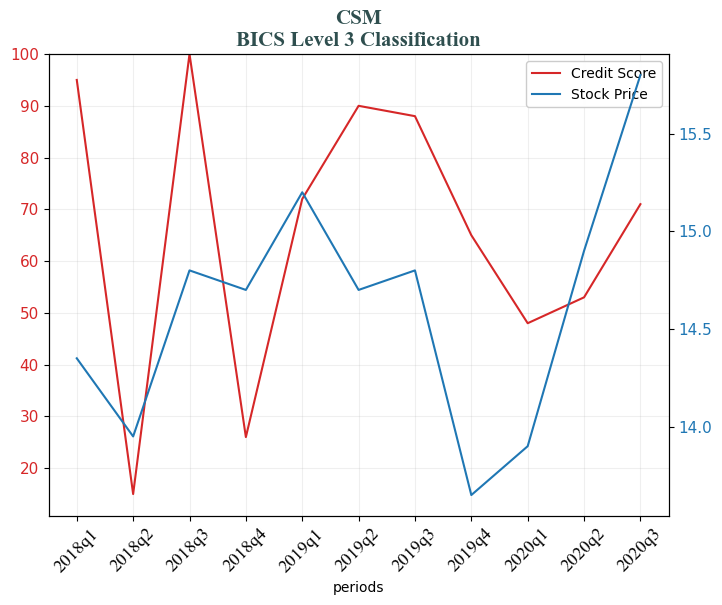 CSM
BICS Level 3 Classification
Credit Score
Stock Price
100
90
80
70
60
50
40
30
20
15.5
15.0
14.5
14.0
2018q1
2018q2
2018q3
2018q4
2019q1
2019q2
2019q3
2019q4
2020q1
2020q2
2020q3
periods